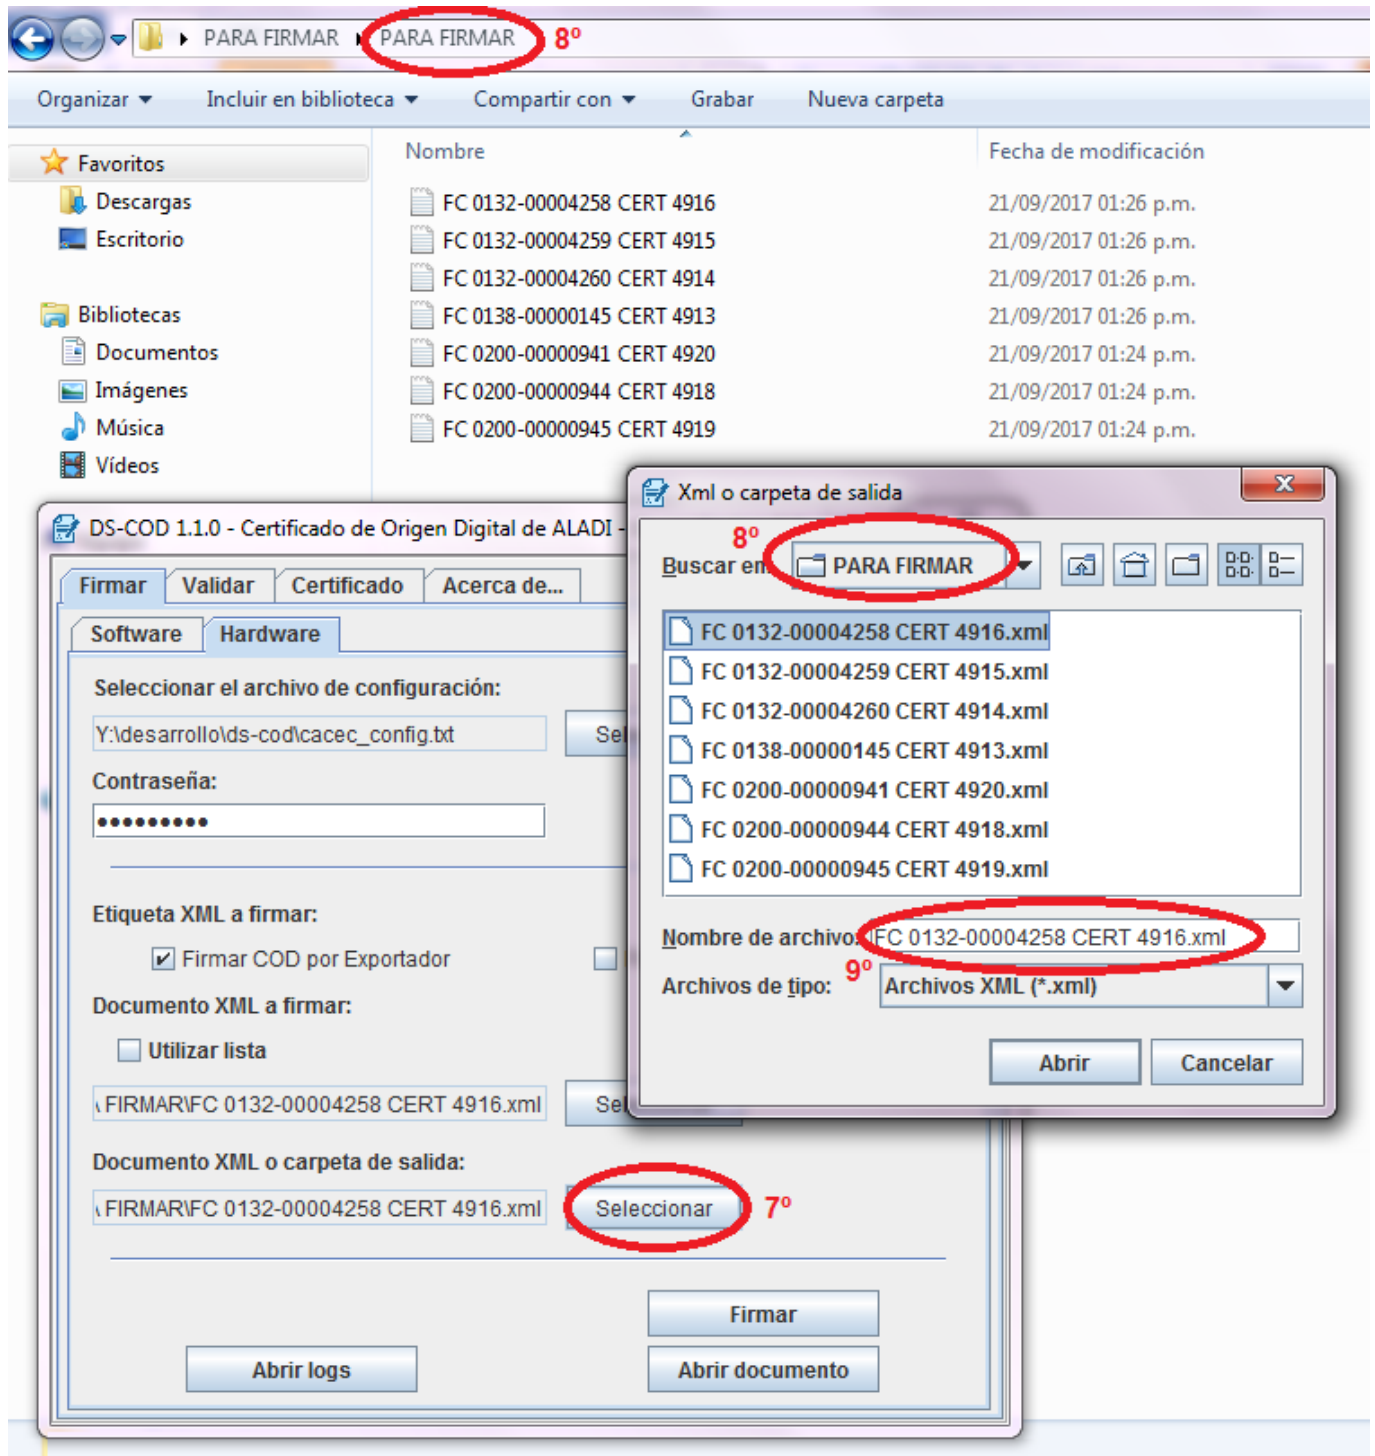 PARA FIRMAR PARA FIRMAR 8º
Organizar Incluir en biblioteca Compartir con Grabar Nueva carpeta
Nombre Fecha de modificación
Favoritos
Descargas
Escritorio
Bibliotecas
Documentos
Imágenes
Música
Vídeos
FC 0132-00004258 CERT 4916 21/09/2017 01:26 p.m.
FC 0132-00004259 CERT 4915 21/09/2017 01:26 p.m.
FC 0132-00004260 CERT 4914 21/09/2017 01:26 p.m.
FC 0138-00000145 CERT 4913 21/09/2017 01:26 p.m.
FC 0200-00000941 CERT 4920 21/09/2017 01:24 p.m.
FC 0200-00000944 CERT 4918 21/09/2017 01:24 p.m.
FC 0200-00000945 CERT 4919 21/09/2017 01:24 p.m.
DS-COD 1.1.0 - Certificado de Origen Digital de ALADI -
Firmar Validar Certificado Acerca de...
Software Hardware
Seleccionar el archivo de configuración:
Y:\desarrollo\ds-cod\cacec_config.txt
Contraseña:
Etiqueta XML a firmar:
Firmar COD por Exportador
Documento XML a firmar:
Utilizar lista
\ FIRMAR\FC 0132-00004258 CERT 4916.xml
Documento XML o carpeta de salida:
\ FIRMAR\FC 0132-00004258 CERT 4916.xml Seleccionar 7º
Firmar
Abrir logs Abrir documento
Xml o carpeta de salida
8º
Buscar en: PARA FIRMAR
FC 0132-00004258 CERT 4916.xml
FC 0132-00004259 CERT 4915.xml
FC 0132-00004260 CERT 4914.xml
FC 0138-00000145 CERT 4913.xml
FC 0200-00000941 CERT 4920.xml
FC 0200-00000944 CERT 4918.xml
FC 0200-00000945 CERT 4919.xml
Nombre de archivo: FC 0132-00004258 CERT 4916.xml
9º
Archivos de tipo: Archivos XML (*.xml)
Abrir Cancelar